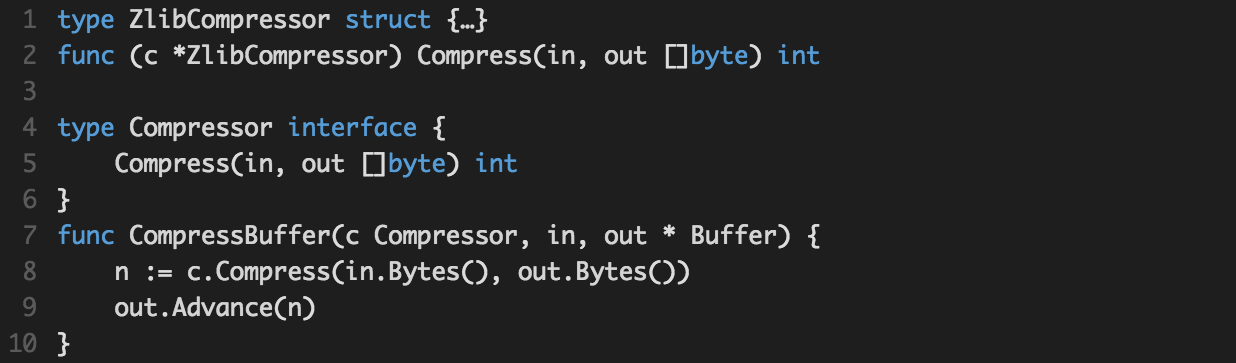 1 type ZlibCompressor struct {…}
2 func (c *ZlibCompressor) Compress(in, out []byte) int
3
4 type Compressor interface {
5     Compress(in, out []byte) int
6 }
7 func CompressBuffer(c Compressor, in, out * Buffer) {
8     n := c.Compress(in.Bytes(), out.Bytes())
9     out.Advance(n)
10 }